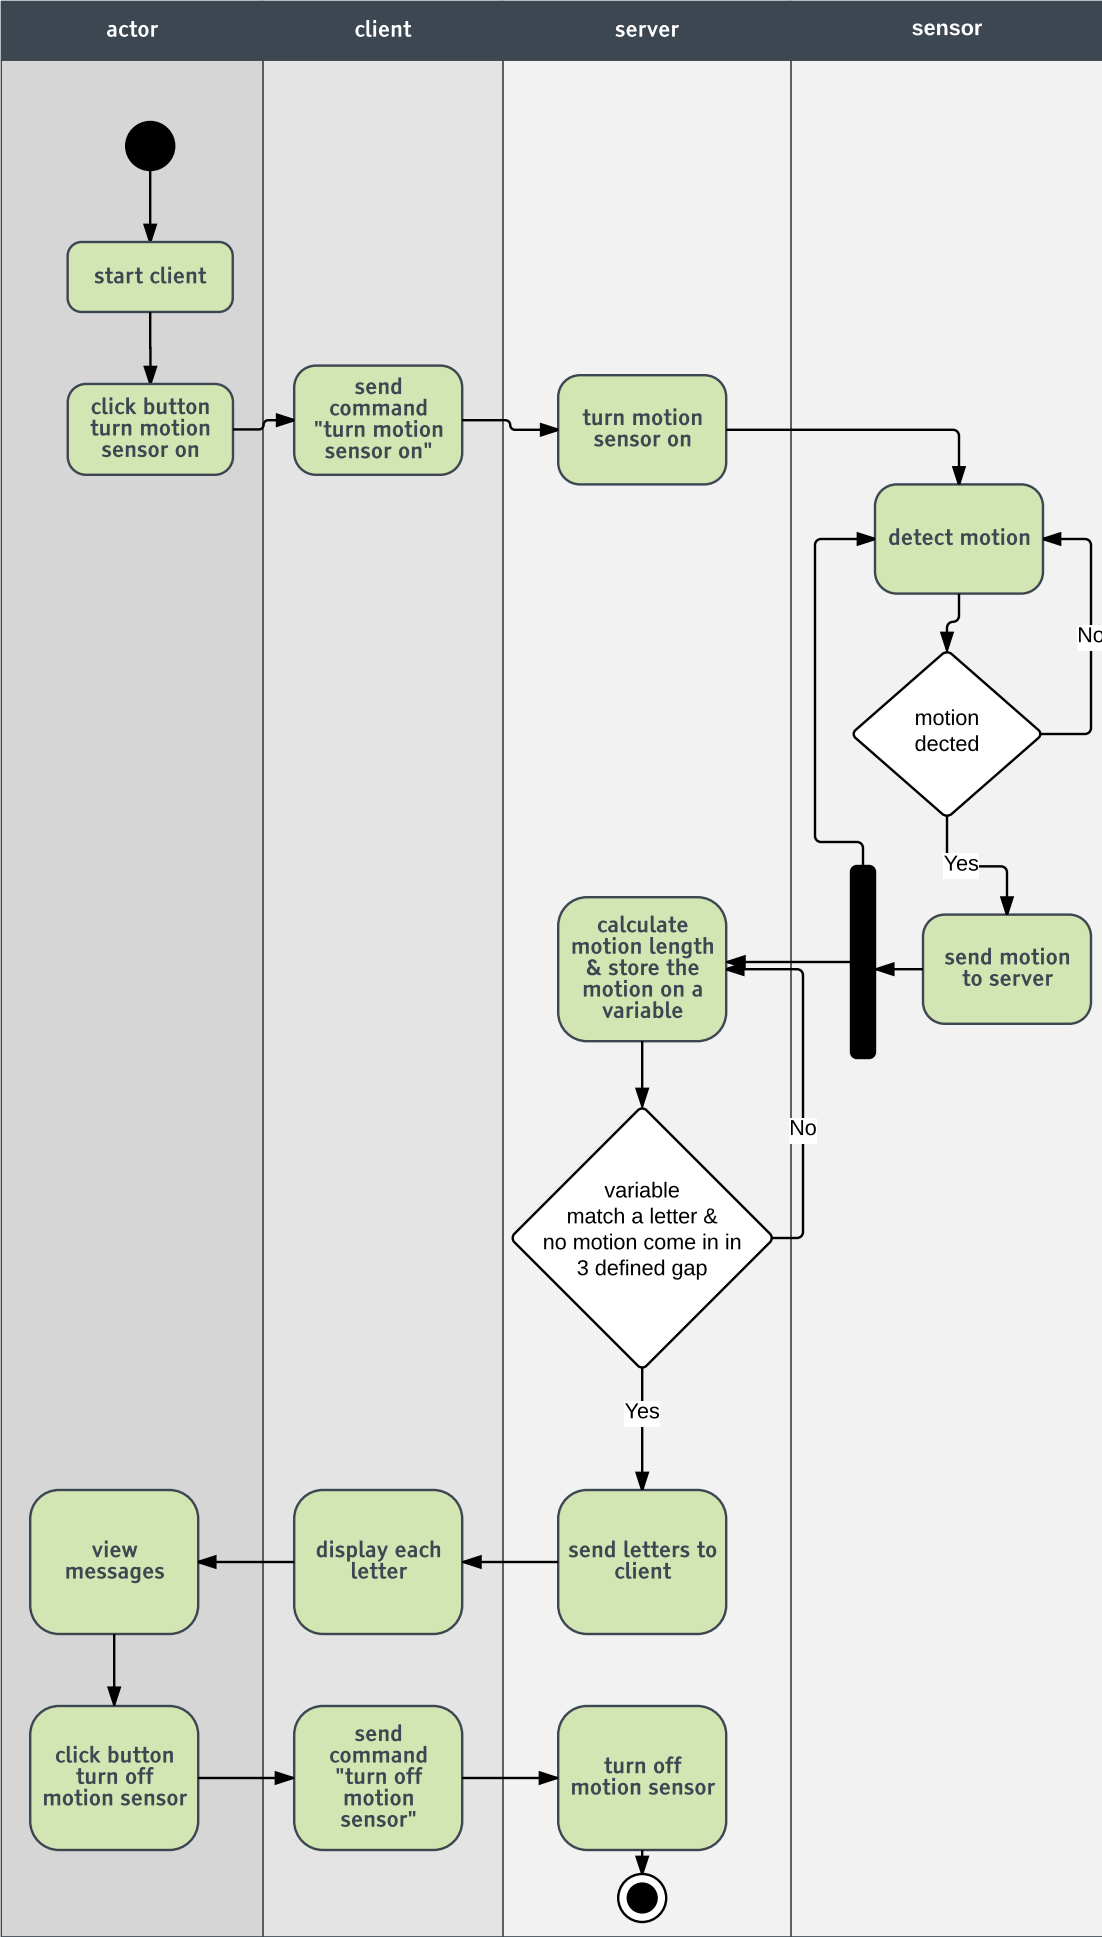 actor
client
server
sensor
start client
click button
turn motion
sensor on
send
command
"turn motion
sensor on"
turn motion
sensor on
detect motion
No
motion
dected
Yes
send motion
to server
calculate
motion length
& store the
motion on a
variable
No
variable
match a letter &
no motion come in in
3 defined gap
Yes
view
messages
display each
letter
send letters to
client
click button
turn off
motion sensor
send
command
"turn off
motion
sensor"
turn off
motion sensor